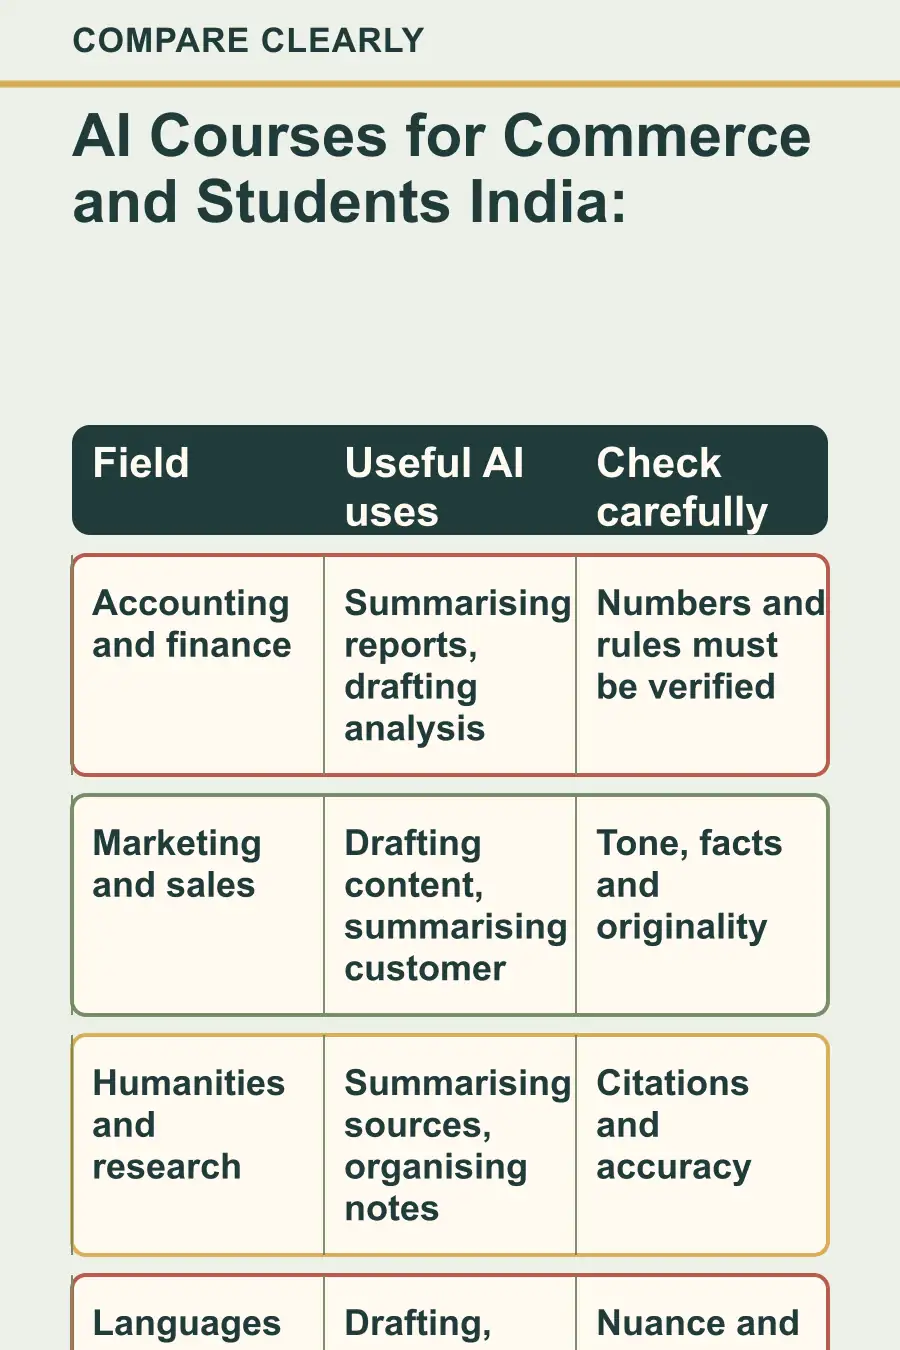 COMPARE CLEARLY
AI Courses for Commerce
and Students India:
Field
Useful AI
uses
Check
carefully
Accounting
and finance
Summarising
reports,
drafting
analysis
Numbers and
rules must
be verified
Marketing
and sales
Drafting
content,
summarising
customer
Tone, facts
and
originality
Humanities
and
research
Summarising
sources,
organising
notes
Citations
and
accuracy
Languages
Drafting,
Nuance and